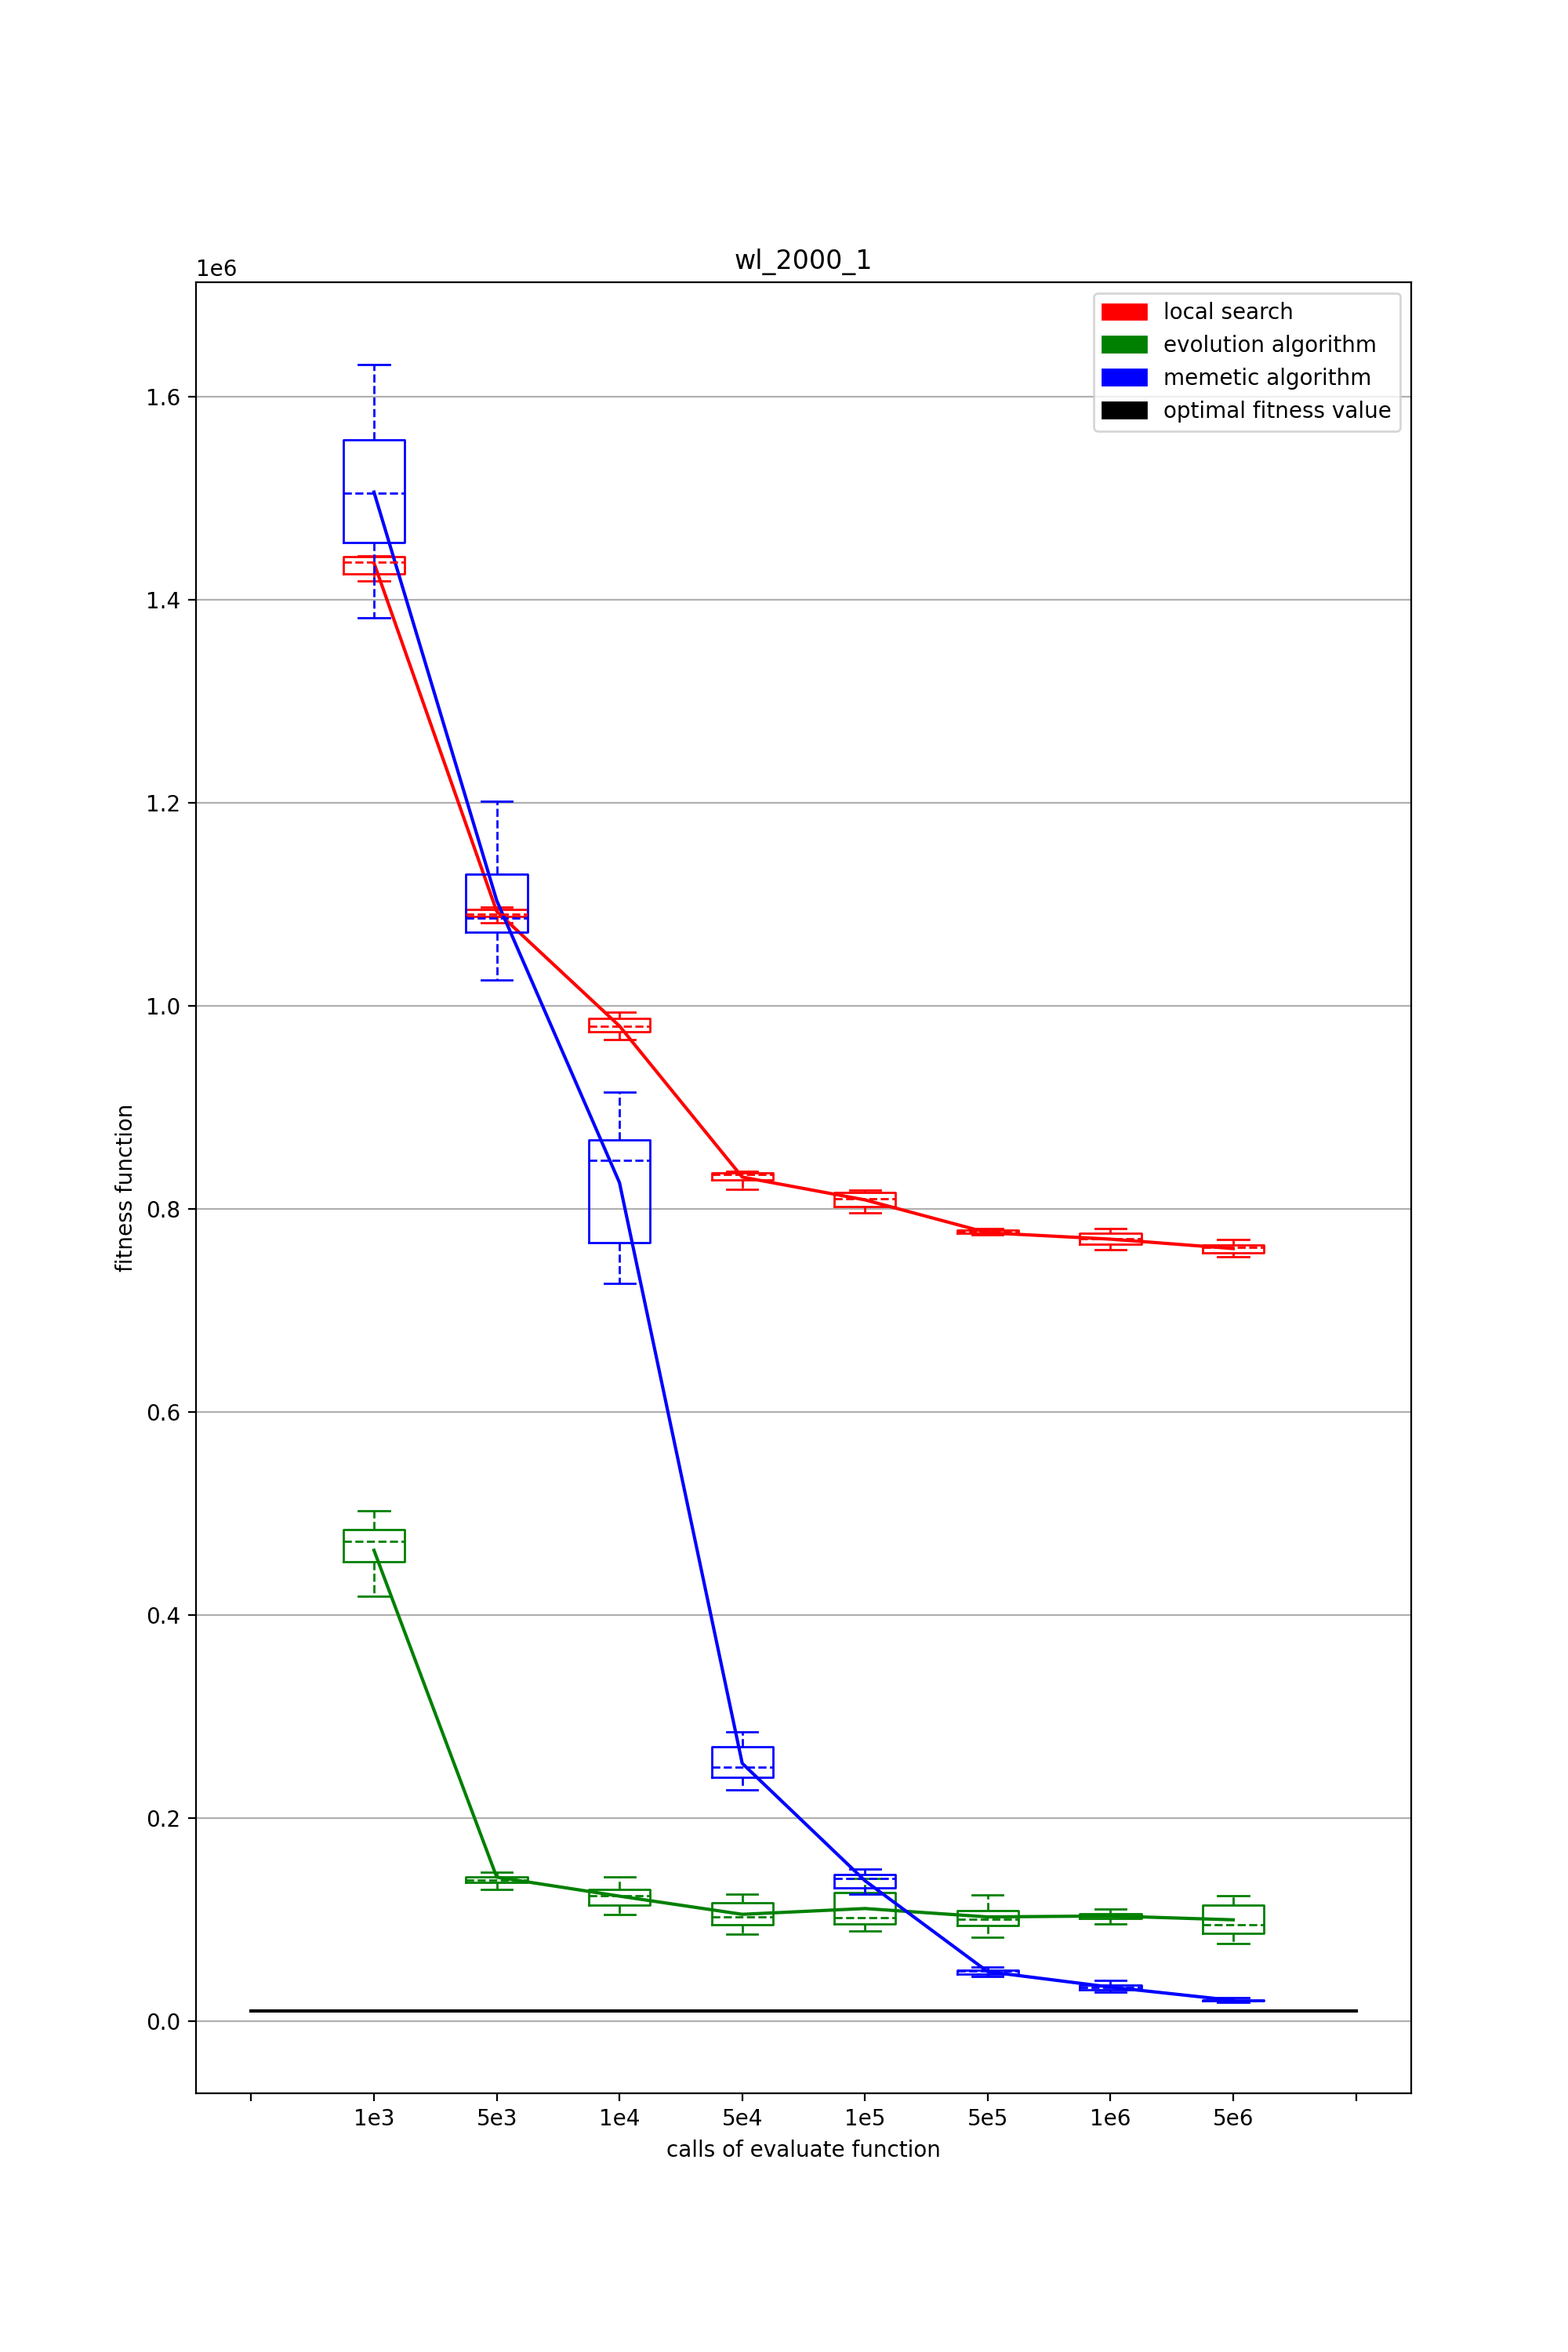 wl_2000_1
1e6
local search
evolution algorithm
memetic algorithm
optimal fitness value
1.6
1.4
1.2
1.0
0.8
0.6
0.4
0.2
0.0
fitness function
1e3 5e3 1e4 5e4 1e5 5e5 1e6 5e6
calls of evaluate function